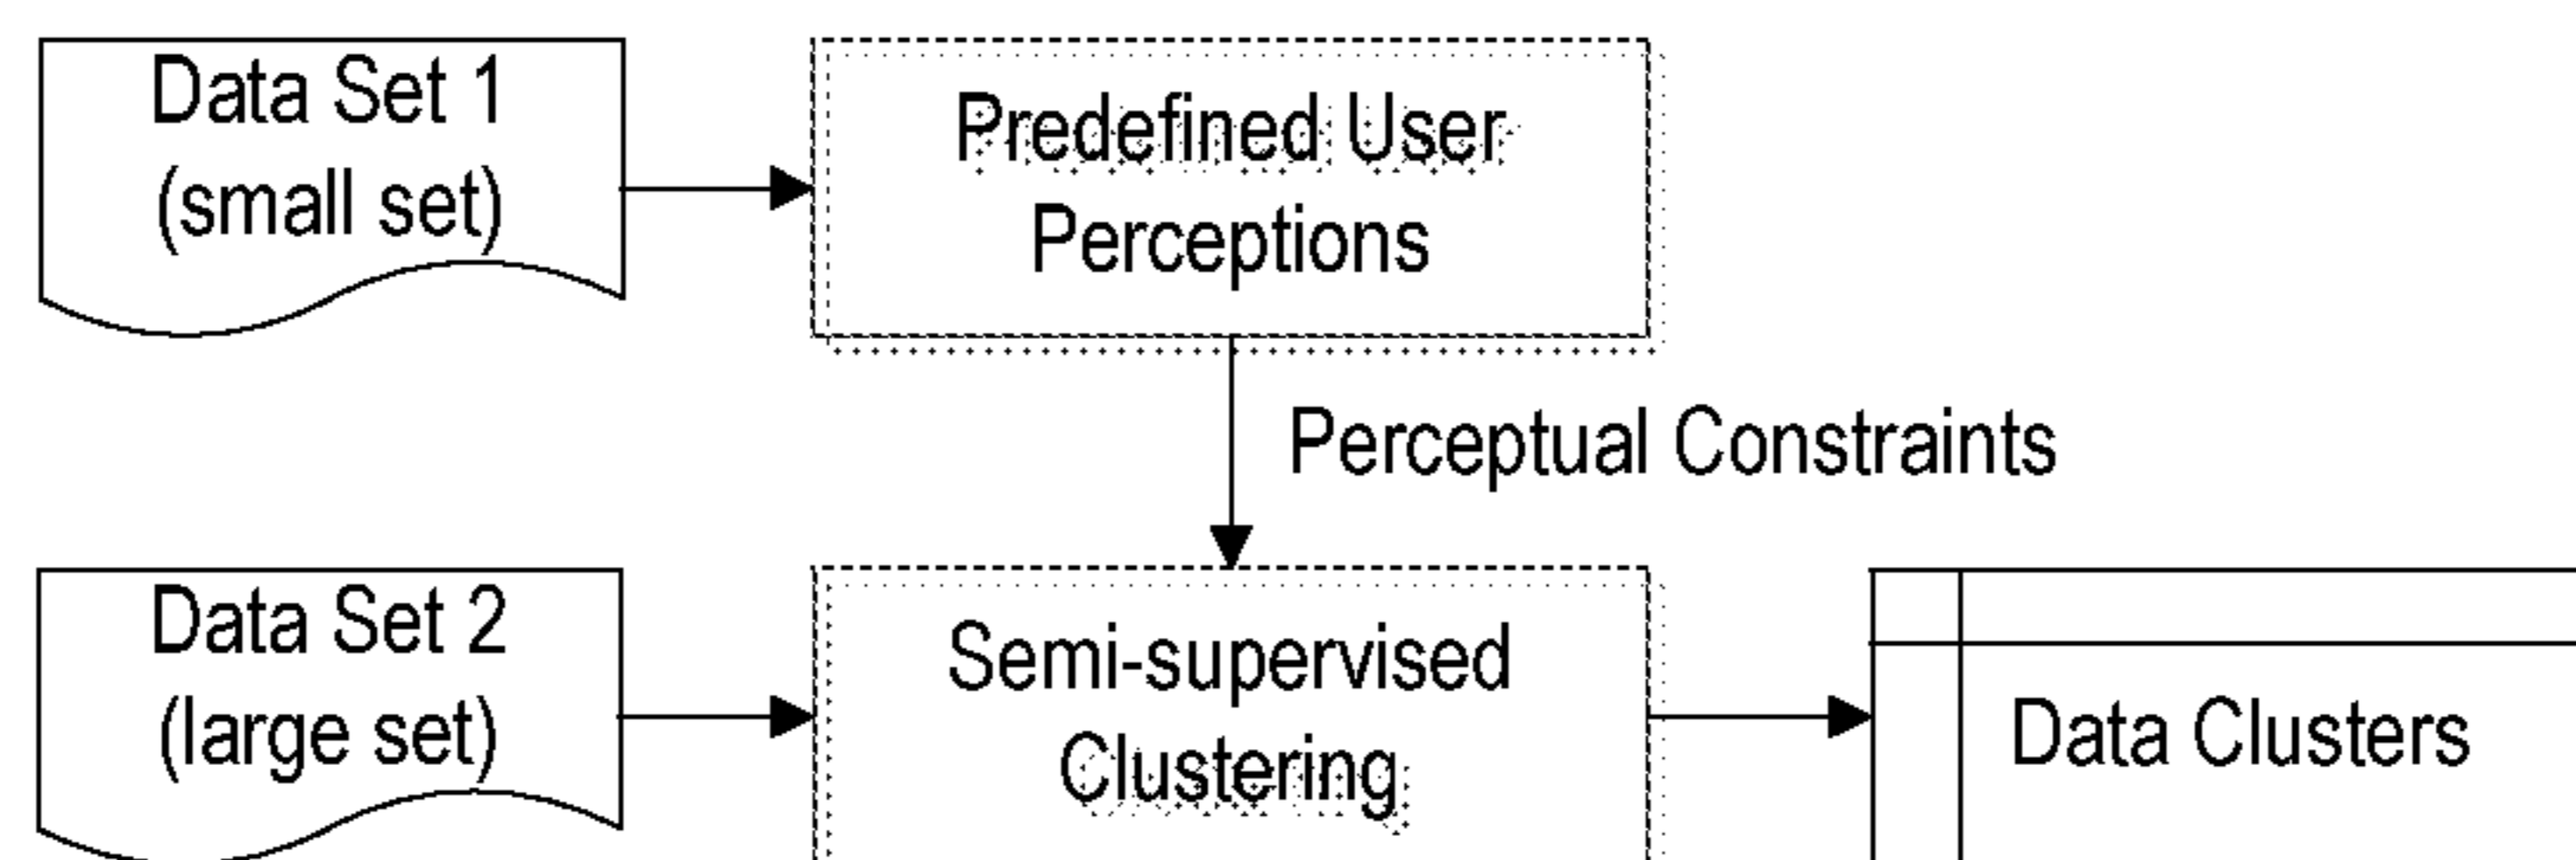 Data Set 1
(small set)
Predefined User
Perceptions
Perceptual Constraints
Data Set 2
(large set)
Semi-supervised
Clustering
Data Clusters